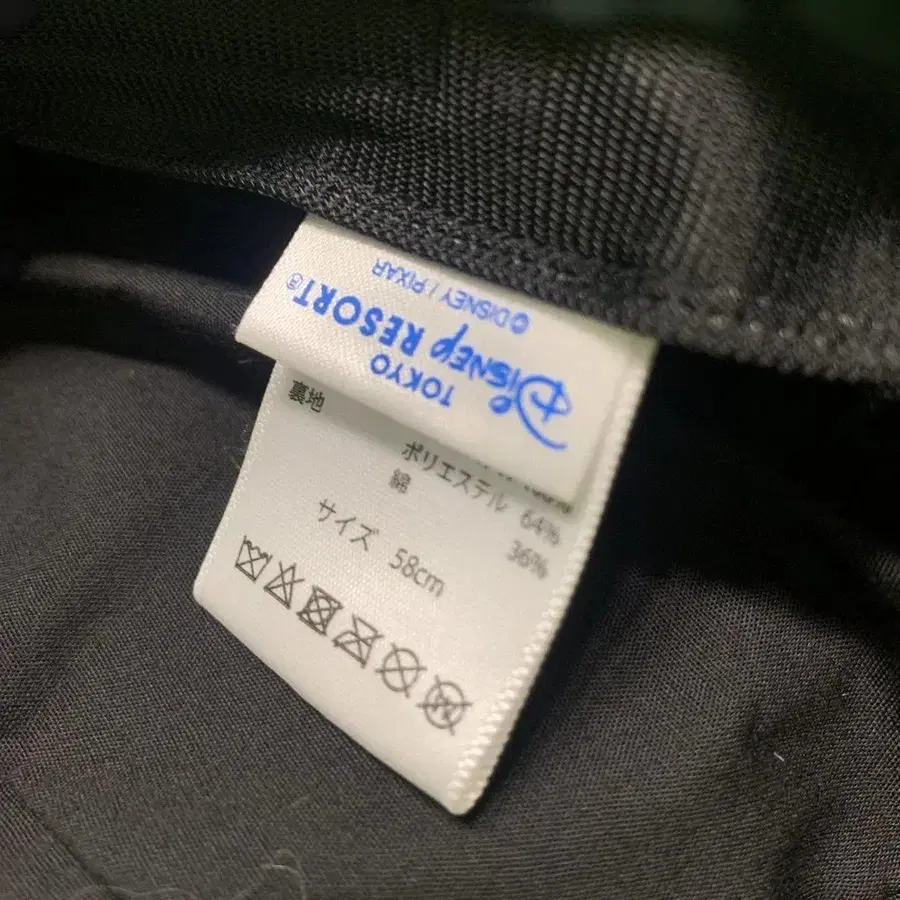 TOKYO
Disney RESORT®
©DISNEY / PIXAR
裏地
ポリエステル 64%
綿 36%
サイズ 58cm